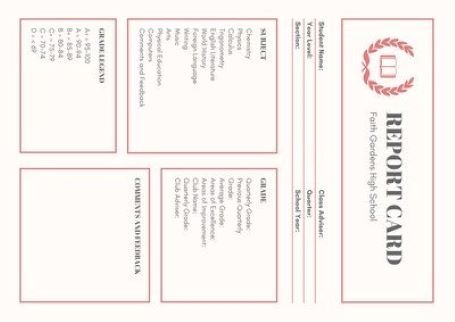 REPORT CARD
Faith Gardens High School
Student Name:
Class Adviser:
Year Level:
Quarter:
Section:
School Year:
SUBJECT
Chemistry
Physics
Calculus
Trigonometry
English Literature
World History
Foreign Language
Writing
Music
Arts
Physical Education
Computers
Comments and Feedback
GRADE
Quarterly Grade:
Previous Quarterly
Grade:
Average Grade:
Areas of Excellence:
Areas of Improvement:
Club Name:
Quarterly Grade:
Club Adviser:
GRADE LEGEND
A+ = 95-100
A = 90-94
B+ = 85-89
B = 80-84
C+ = 75-79
C = 70-74
D = < 69
COMMENTS AND FEEDBACK